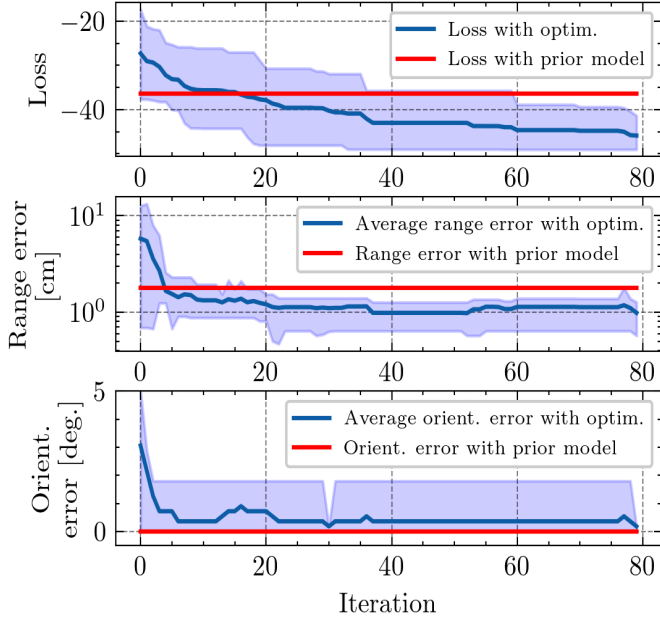 Loss
−20
−40
Loss with optim.
Loss with prior model
0 20 40 60 80
Range error
[cm]
10¹
10⁰
Average range error with optim.
Range error with prior model
0 20 40 60 80
Orient.
error [deg.]
5
0
Average orient. error with optim.
Orient. error with prior model
0 20 40 60 80
Iteration